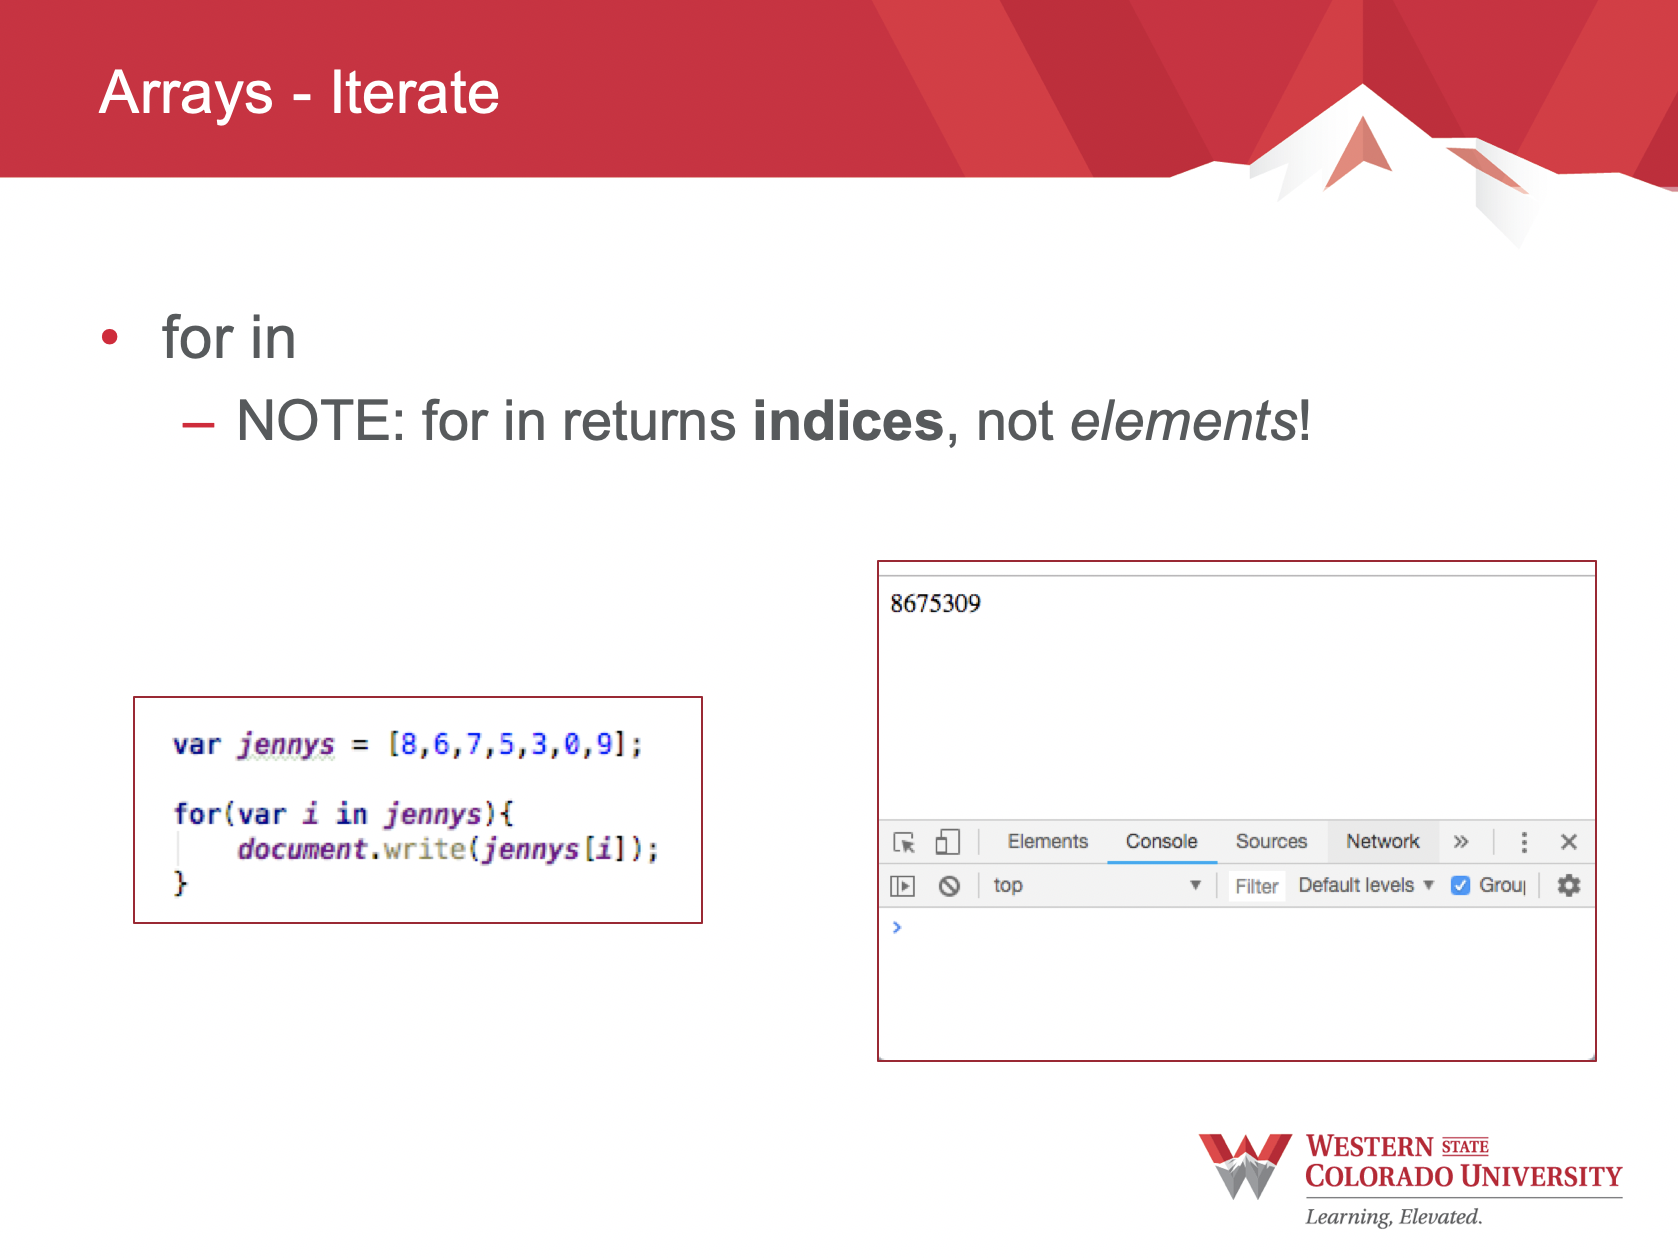 Arrays - Iterate
• for in
– NOTE: for in returns indices, not elements!
var jennys = [8,6,7,5,3,0,9];
for(var i in jennys){
document.write(jennys[i]);
}
8675309
Elements Console Sources Network »
top Filter Default levels Group
›
WESTERN STATE
COLORADO UNIVERSITY
Learning, Elevated.